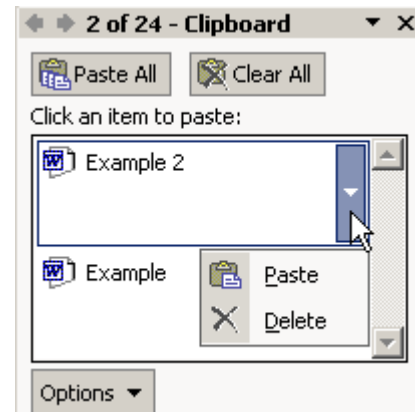 2 of 24 - Clipboard
Paste All Clear All
Click an item to paste:
Example 2
Example
Paste
Delete
Options